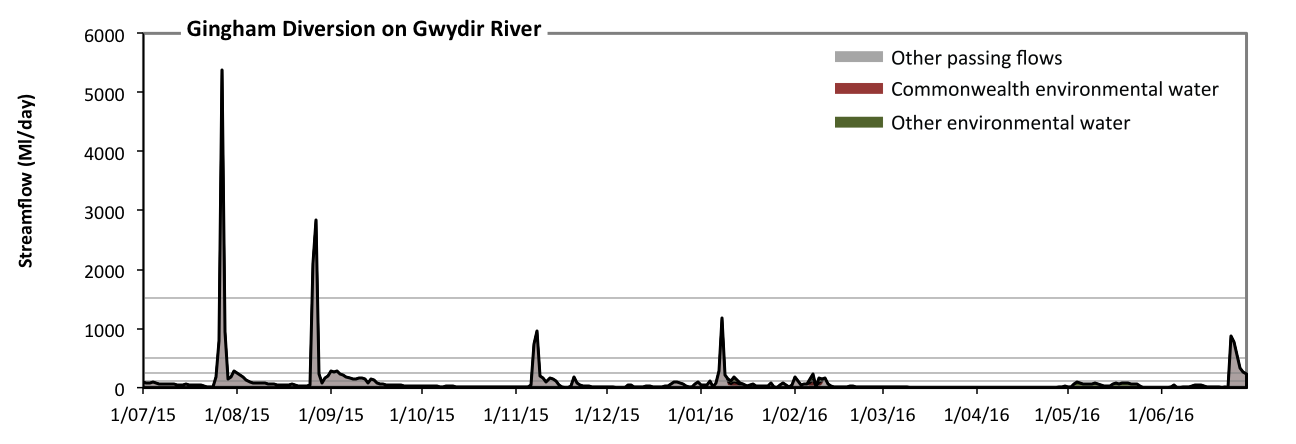 Gingham Diversion on Gwydir River
Streamflow (Ml/day)
6000
5000
4000
3000
2000
1000
0
Other passing flows
Commonwealth environmental water
Other environmental water
1/07/15 1/08/15 1/09/15 1/10/15 1/11/15 1/12/15 1/01/16 1/02/16 1/03/16 1/04/16 1/05/16 1/06/16